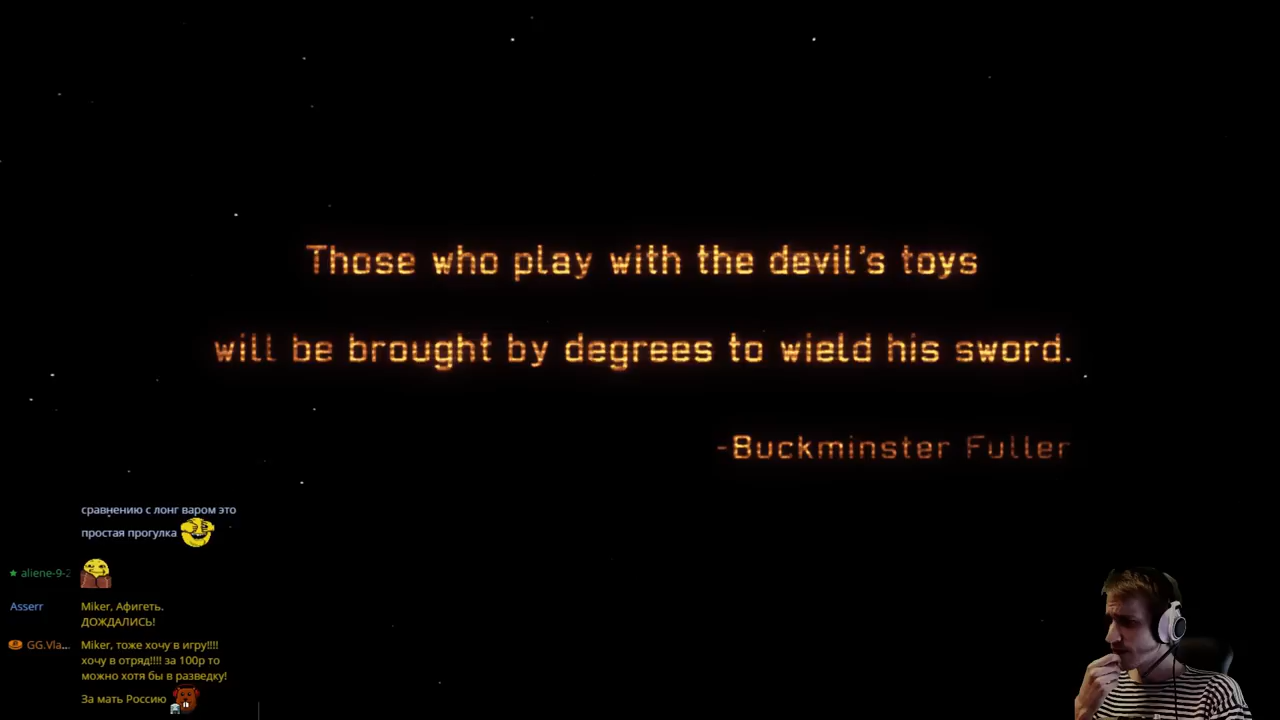 Those who play with the devil's toys
will be brought by degrees to wield his sword.
-Buckminster Fuller
сравнению с лонг варом это
простая прогулка
aliene-9-2
Asserr
Miker, Афигеть.
ДОЖДАЛИСЬ!
GG.Vla...
Miker, тоже хочу в игру!!!!
хочу в отряд!!!! за 100р то
можно хотя бы в разведку!
За мать Россию